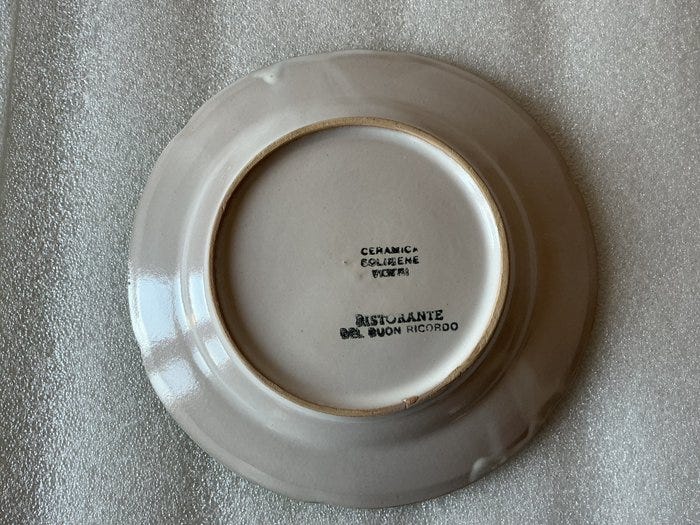 CERAMICA
SOLIMENE
VIETRI
RISTORANTE
DEL BUON RICORDO